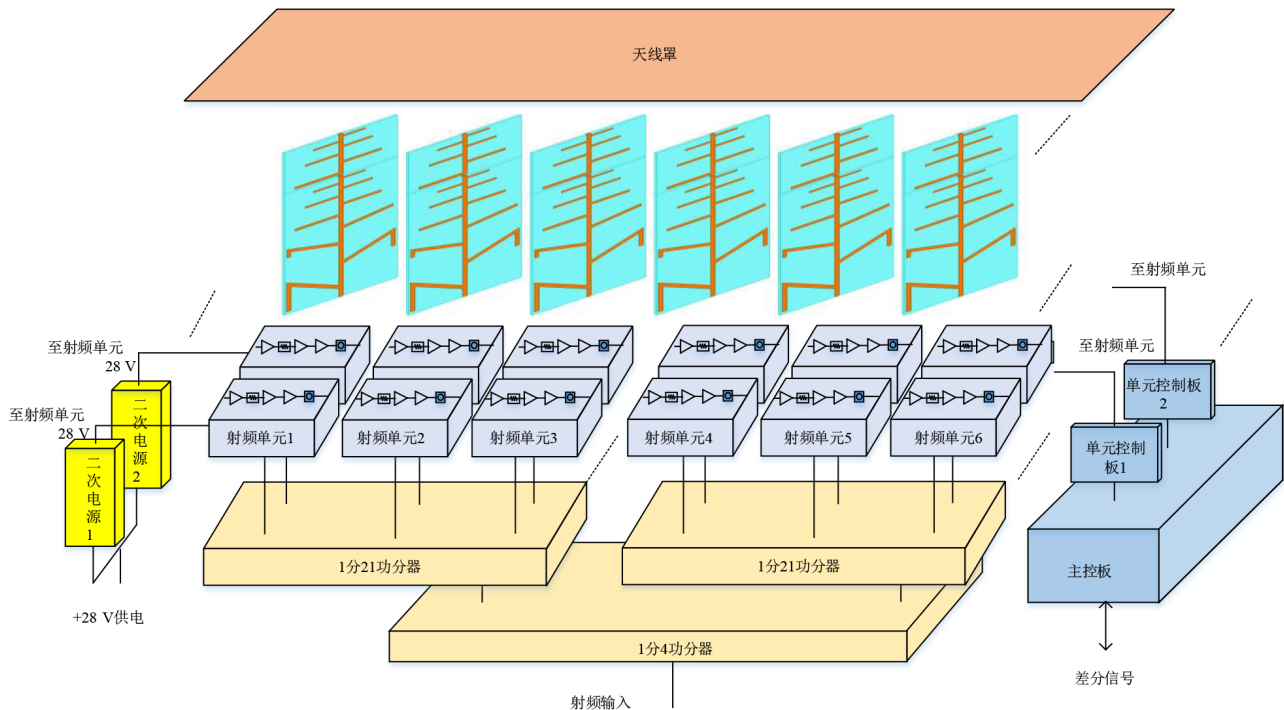 天线罩
至射频单元
至射频单元
28 V
至射频单元
28 V
二次电源2
二次电源1
至射频单元
单元控制板
2
单元控制
板1
射频单元1
射频单元2
射频单元3
射频单元4
射频单元5
射频单元6
1分21功分器
1分21功分器
主控板
+28 V供电
1分4功分器
射频输入
差分信号